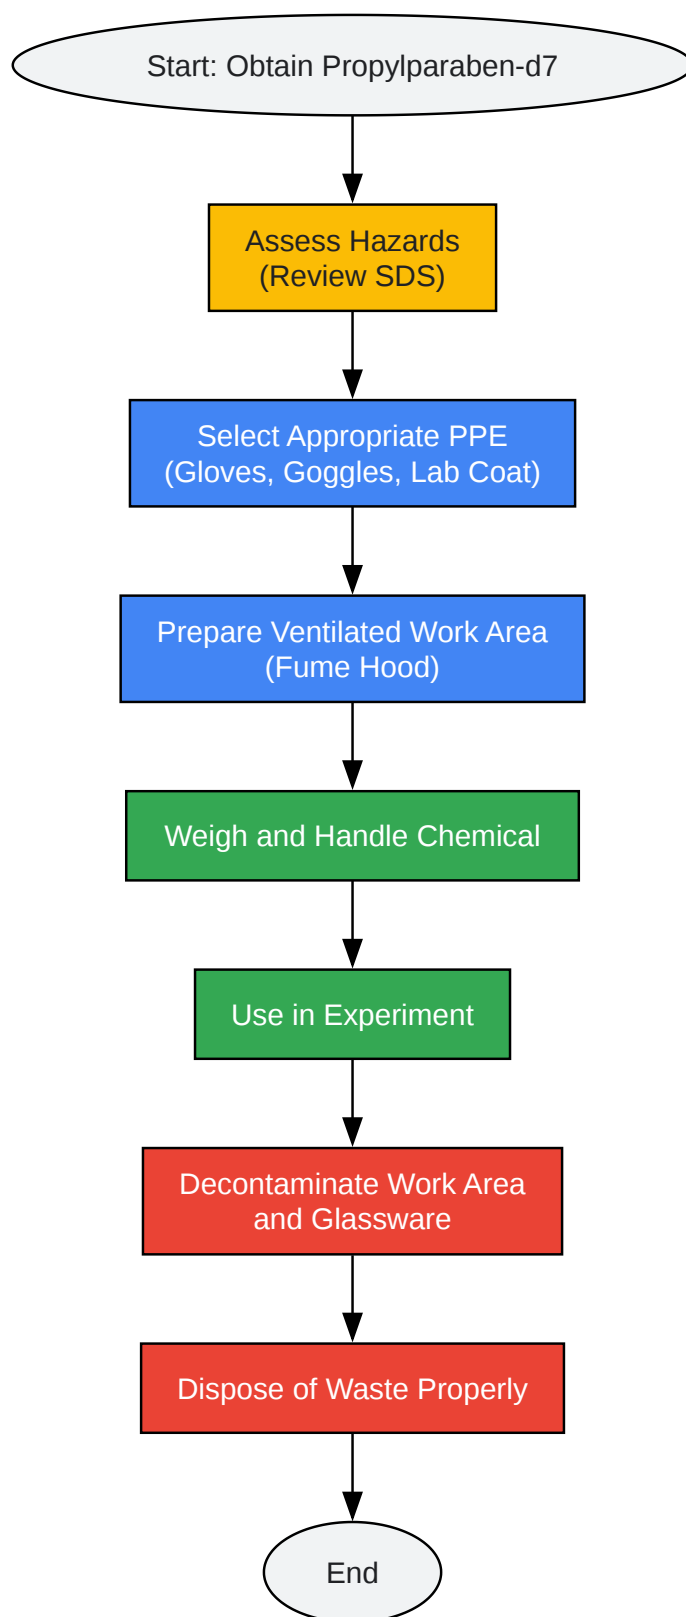 Start: Obtain Propylparaben-d7
Assess Hazards
(Review SDS)
Select Appropriate PPE
(Gloves, Goggles, Lab Coat)
Prepare Ventilated Work Area
(Fume Hood)
Weigh and Handle Chemical
Use in Experiment
Decontaminate Work Area
and Glassware
Dispose of Waste Properly
End